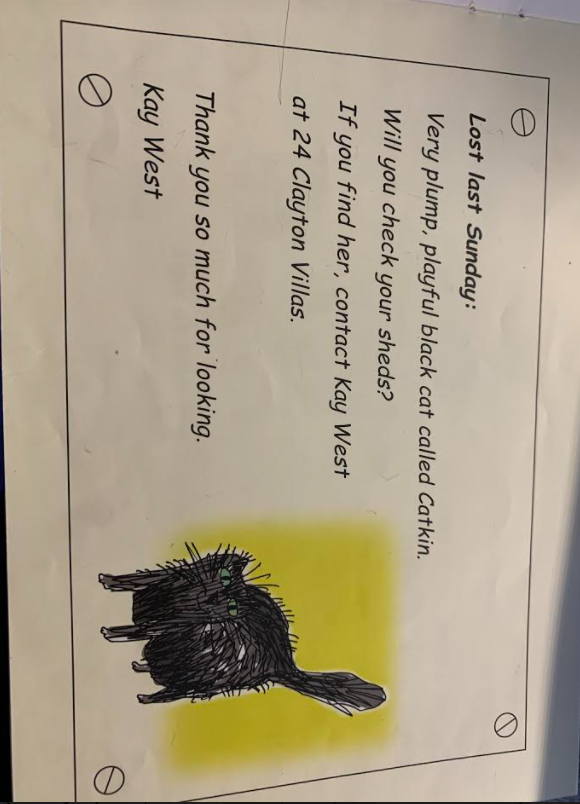 Lost last Sunday:
Very plump, playful black cat called Catkin.
Will you check your sheds?
If you find her, contact Kay West
at 24 Clayton Villas.
Thank you so much for looking.
Kay West